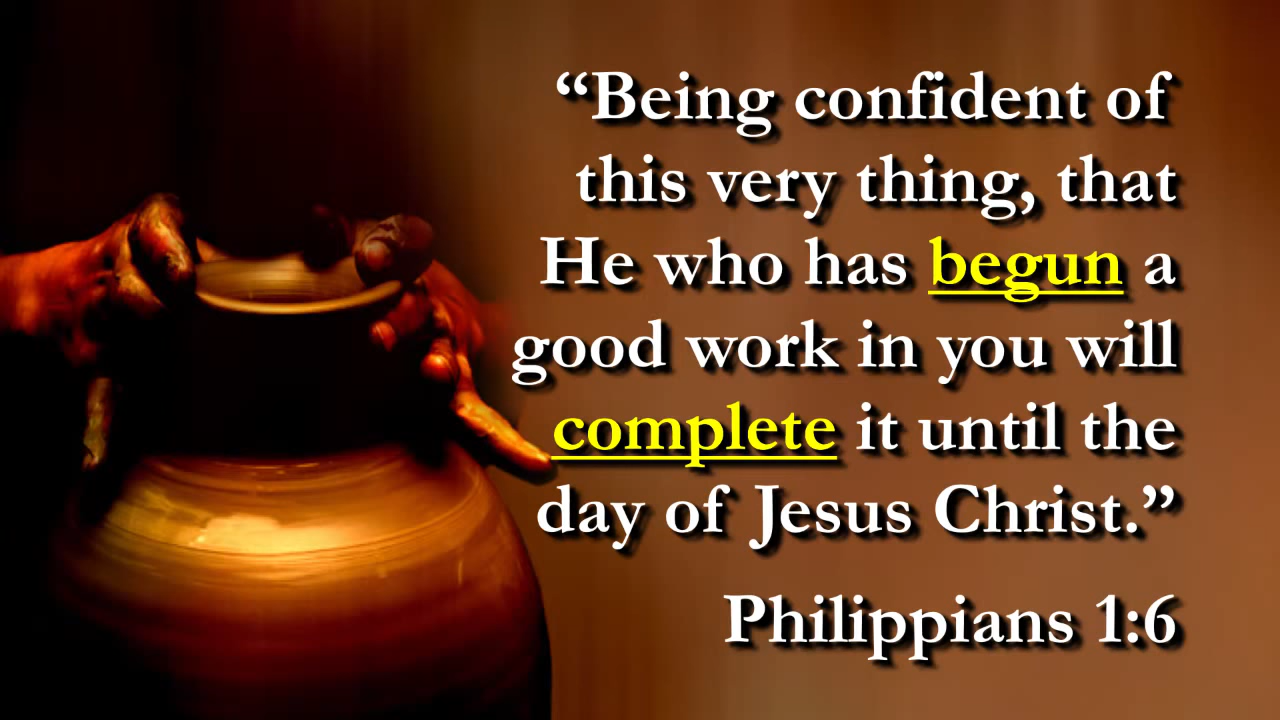 “Being confident of
this very thing, that
He who has begun a
good work in you will
complete it until the
day of Jesus Christ.”
Philippians 1:6